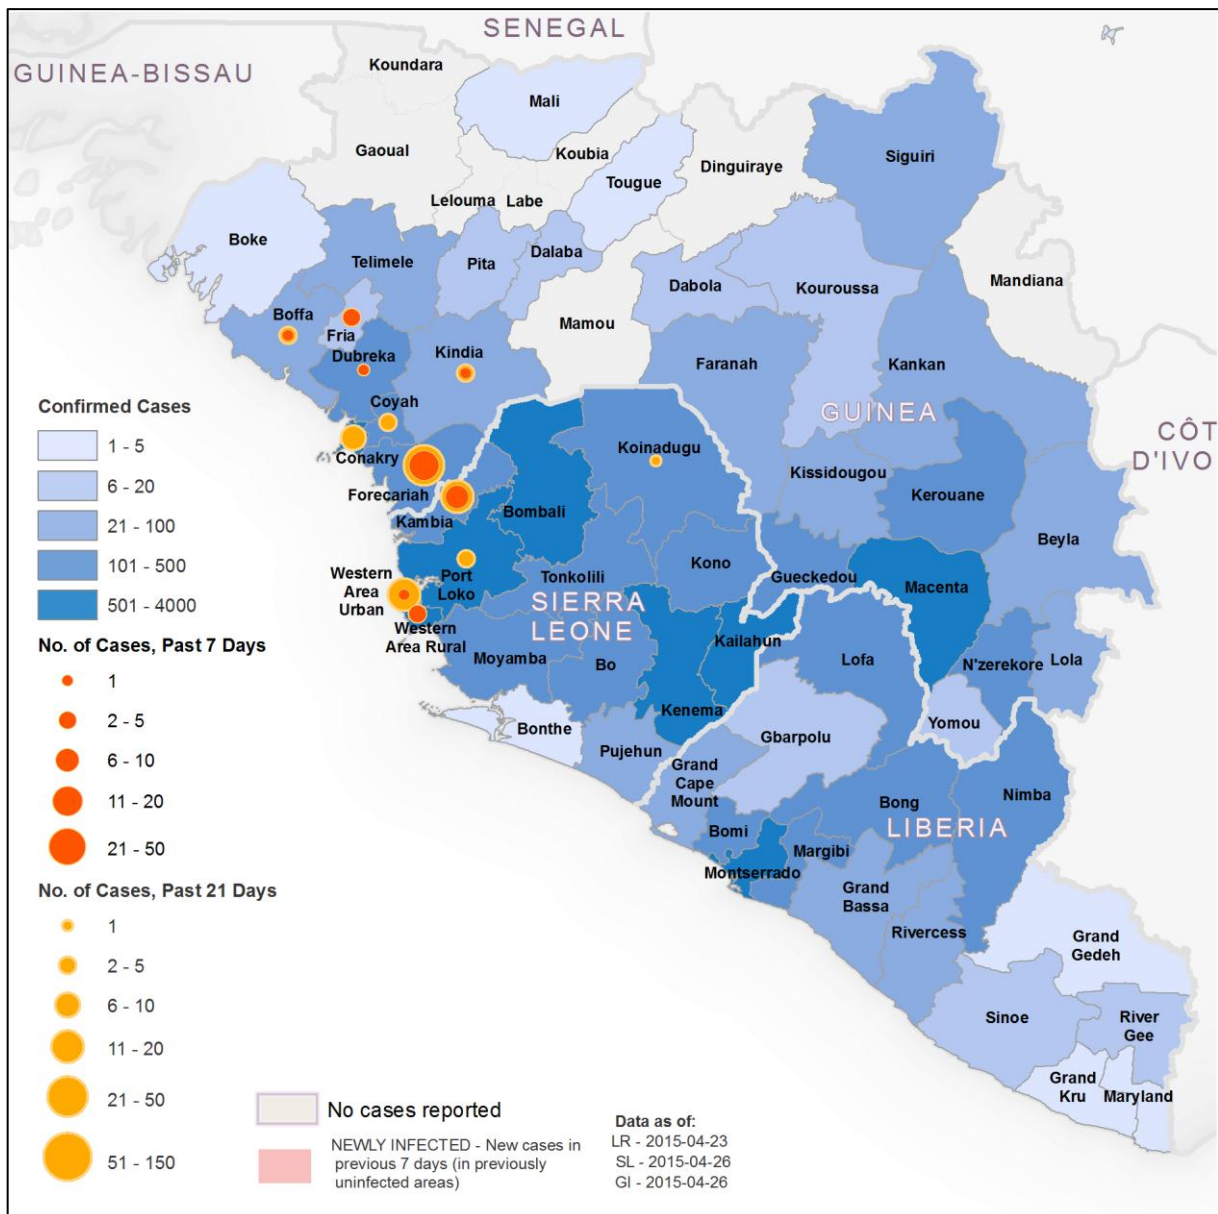 SENEGAL
GUINEA-BISSAU
Koundara
Mali
Gaoual
Koubia
Siguiri
Dinguiraye
Tougue
Lelouma
Labe
Boke
Telimele
Pita
Dalaba
Mandiana
Dabola
Kouroussa
Boffa
Fria
Mamou
Dubreka
Kindia
Faranah
Kankan
Coyah
GUINEA
CÔT
D'IVO
Conakry
Koinadugu
Kissidougou
Forecariah
Kerouane
Kambia
Bombali
Beyla
Kono
Gueckedou
Macenta
Port
Loko
Tonkolili
Western
Area
Urban
SIERRA
LEONE
Western
Area Rural
Kailahun
Moyamba
Bo
Lofa
N'zerekore
Lola
Kenema
Yomou
Bonthe
Pujehun
Gbarpolu
Grand
Cape
Mount
Nimba
Bong
LIBERIA
Bomi
Margibi
Montserrado
Grand
Bassa
Rivercess
Grand
Gedeh
Sinoe
River
Gee
Grand
Kru
Maryland
Confirmed Cases
1 - 5
6 - 20
21 - 100
101 - 500
501 - 4000
No. of Cases, Past 7 Days
1
2 - 5
6 - 10
11 - 20
21 - 50
No. of Cases, Past 21 Days
1
2 - 5
6 - 10
11 - 20
21 - 50
51 - 150
No cases reported
NEWLY INFECTED - New cases in
previous 7 days (in previously
uninfected areas)
Data as of:
LR - 2015-04-23
SL - 2015-04-26
GI - 2015-04-26